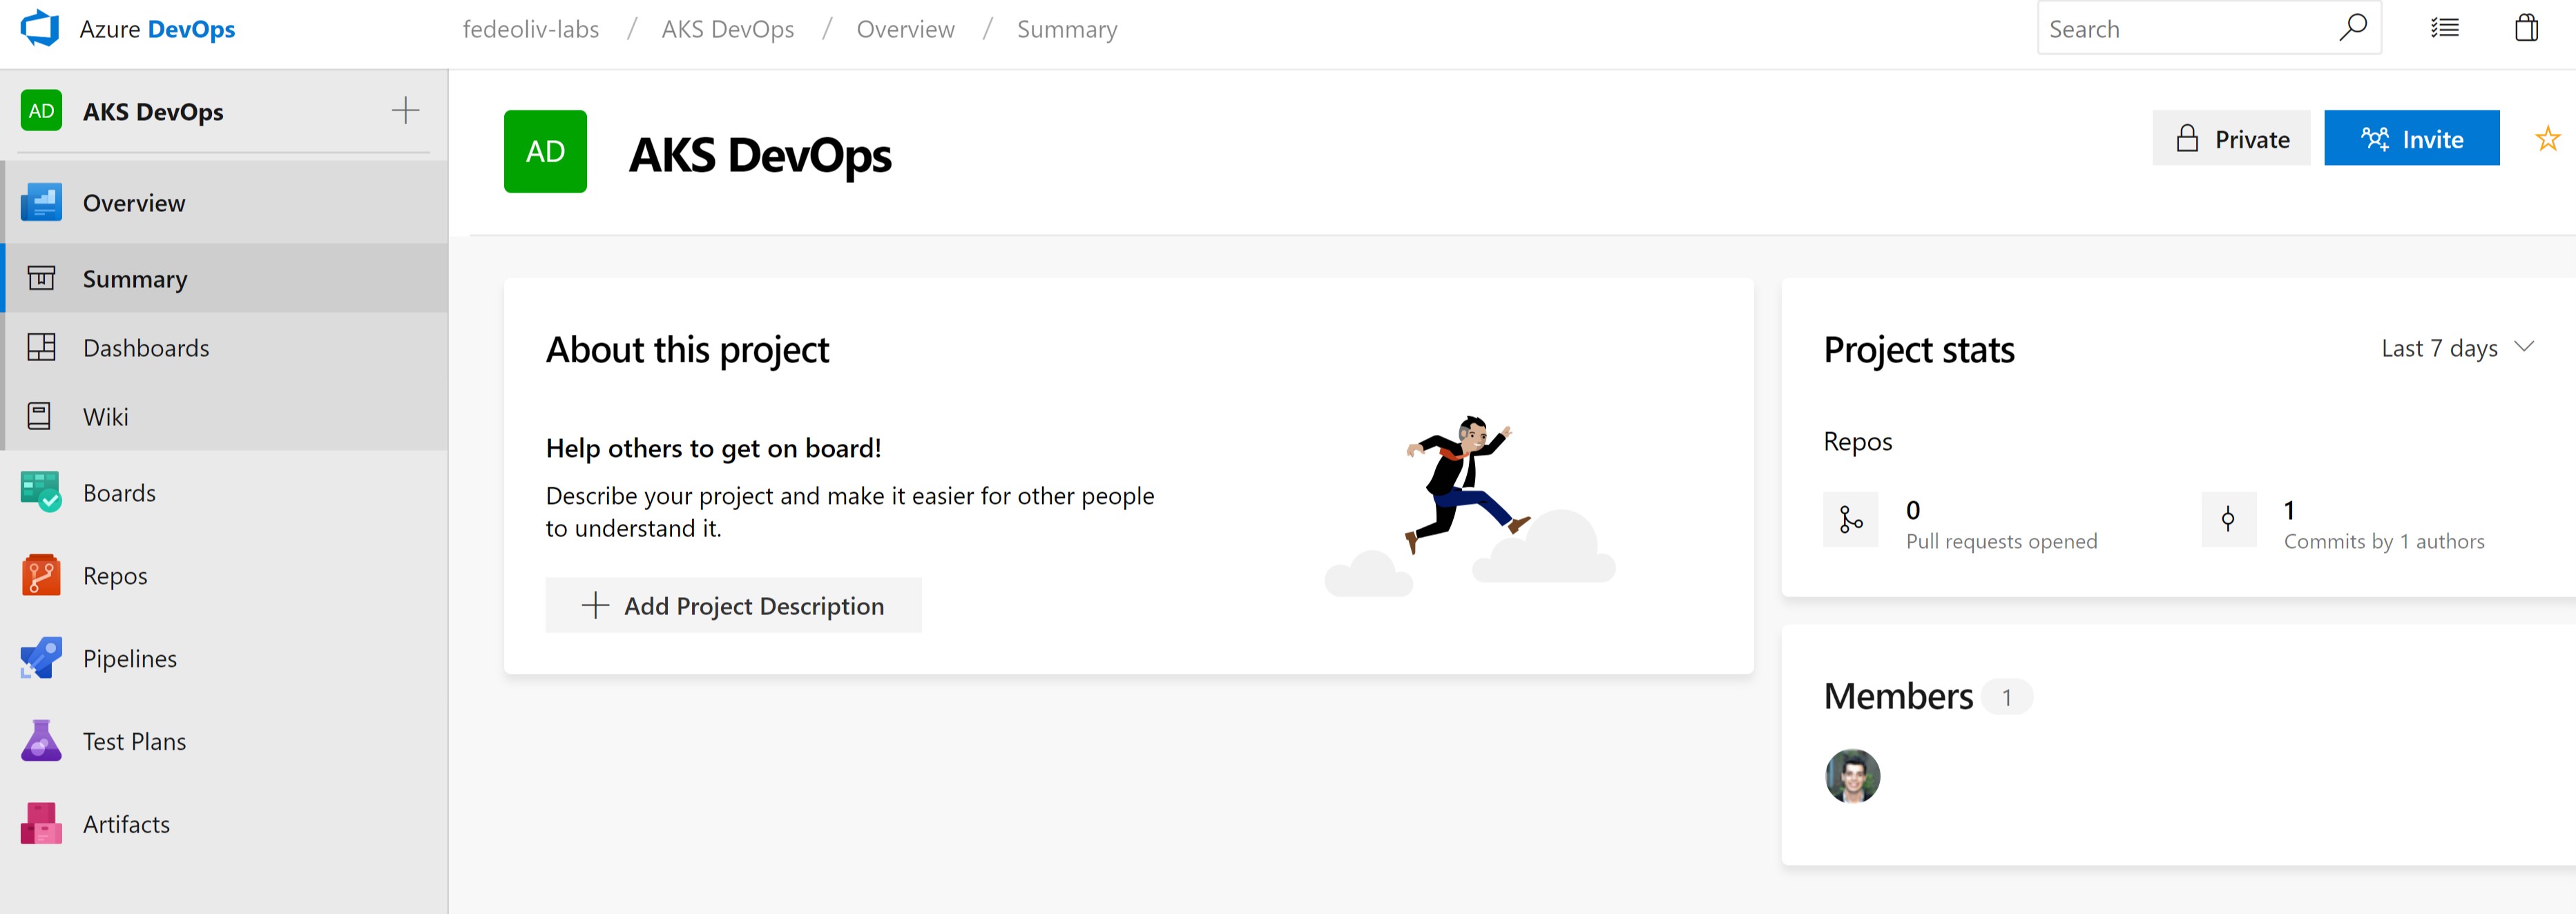 Azure DevOps
fedeoliv-labs / AKS DevOps / Overview / Summary
Search
AD AKS DevOps
Overview
Summary
Dashboards
Wiki
Boards
Repos
Pipelines
Test Plans
Artifacts
AD AKS DevOps
Private
Invite
About this project
Help others to get on board!
Describe your project and make it easier for other people
to understand it.
Add Project Description
Project stats
Last 7 days
Repos
0
Pull requests opened
1
Commits by 1 authors
Members 1